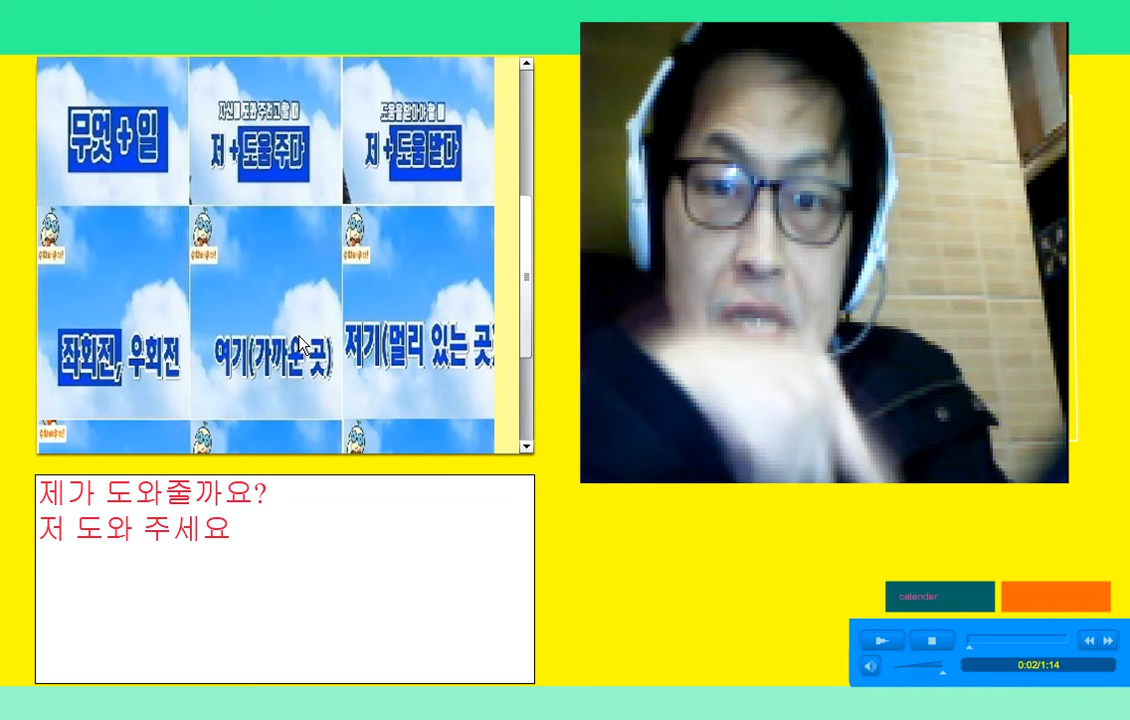 무엇 + 일
자신이 도와 주려고 할 때
저 + 도움 주다
도움을 받아야 할 때
저 + 도움 받다
좌회전, 우회전
여기(가까운 곳)
저기(멀리 있는 곳)
제가 도와줄까요?
저 도와 주세요
calender
0:02/1:14